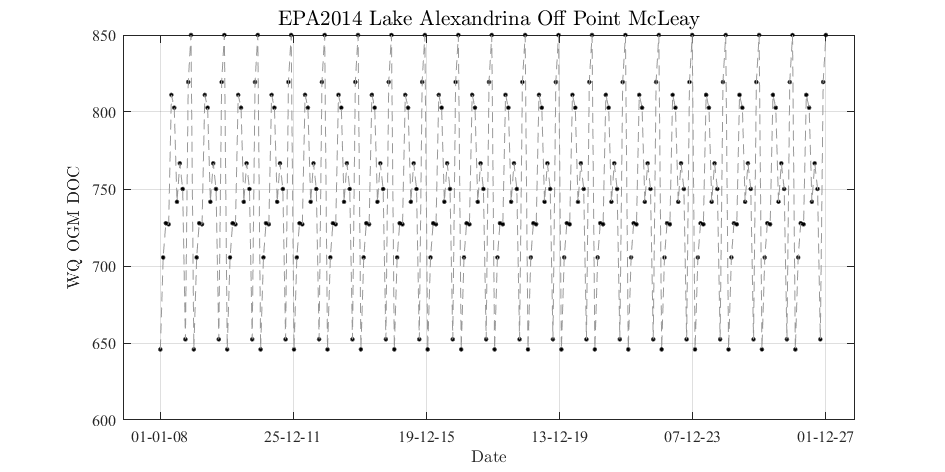 EPA2014 Lake Alexandrina Off Point McLeay
850
800
750
700
650
600
WQ OGM DOC
01-01-08 25-12-11 19-12-15 13-12-19 07-12-23 01-12-27
Date